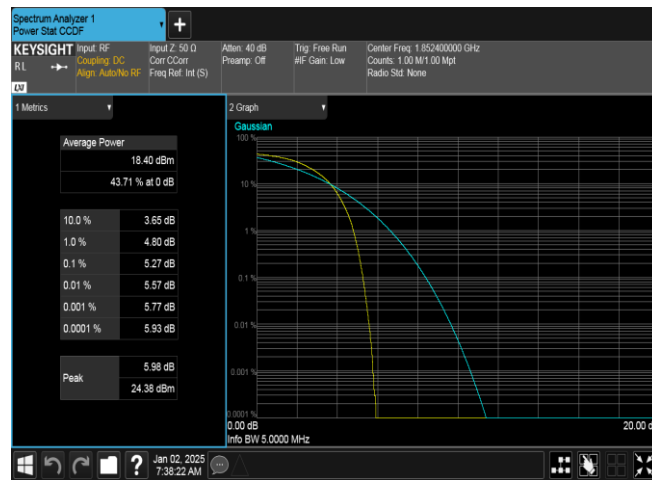 Spectrum Analyzer 1
Power Stat CCDF
+
KEYSIGHT
RL
LXI
Input: RF
Coupling: DC
Align: Auto/No RF
Input Z: 50 Ω
Corr CCorr
Freq Ref: Int (S)
Atten: 40 dB
Preamp: Off
Trig: Free Run
#IF Gain: Low
Center Freq: 1.852400000 GHz
Counts: 1.00 M/1.00 Mpt
Radio Std: None
1 Metrics
Average Power
18.40 dBm
43.71 % at 0 dB
10.0 % 3.65 dB
1.0 % 4.80 dB
0.1 % 5.27 dB
0.01 % 5.57 dB
0.001 % 5.77 dB
0.0001 % 5.93 dB
Peak
5.98 dB
24.38 dBm
2 Graph
Gaussian
100 %
10 %
1 %
0.1 %
0.01 %
0.001 %
0.0001 %
0.00 dB
20.00 d
Info BW 5.0000 MHz
?
Jan 02, 2025
7:38:22 AM